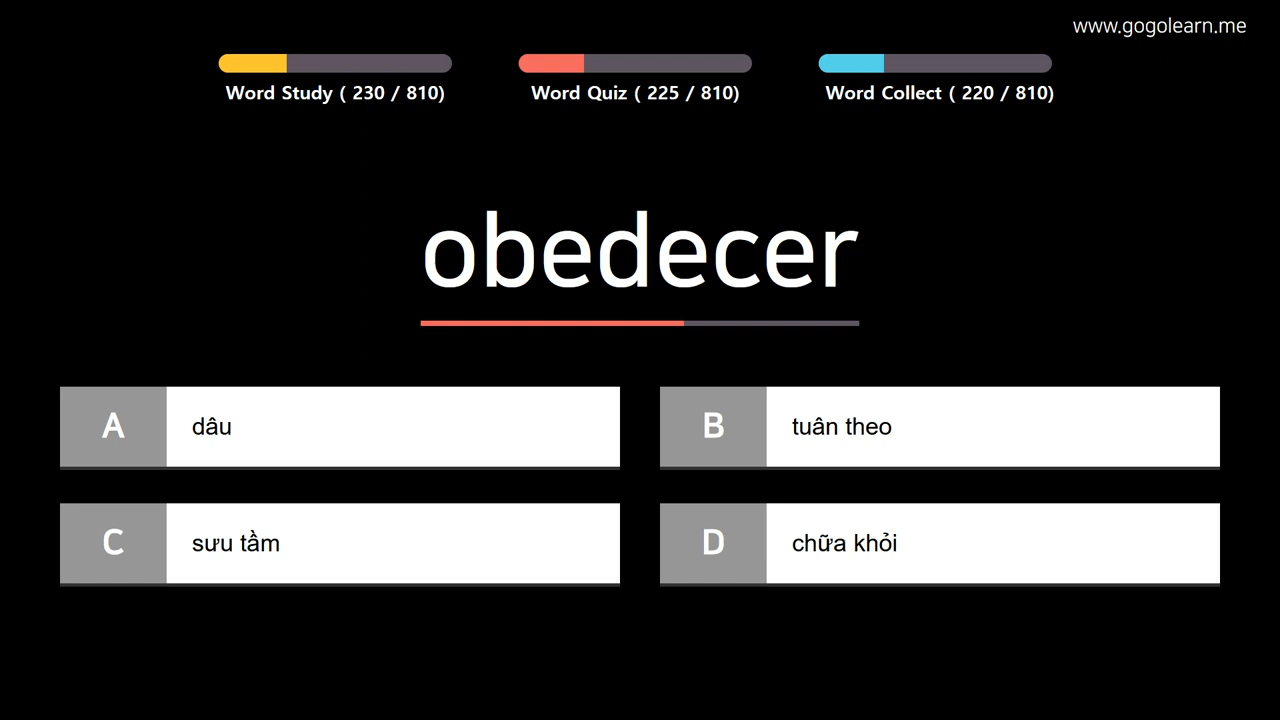 www.gogolearn.me
Word Study ( 230 / 810)
Word Quiz ( 225 / 810)
Word Collect ( 220 / 810)
obedecer
A dâu
B tuân theo
C sưu tầm
D chữa khỏi